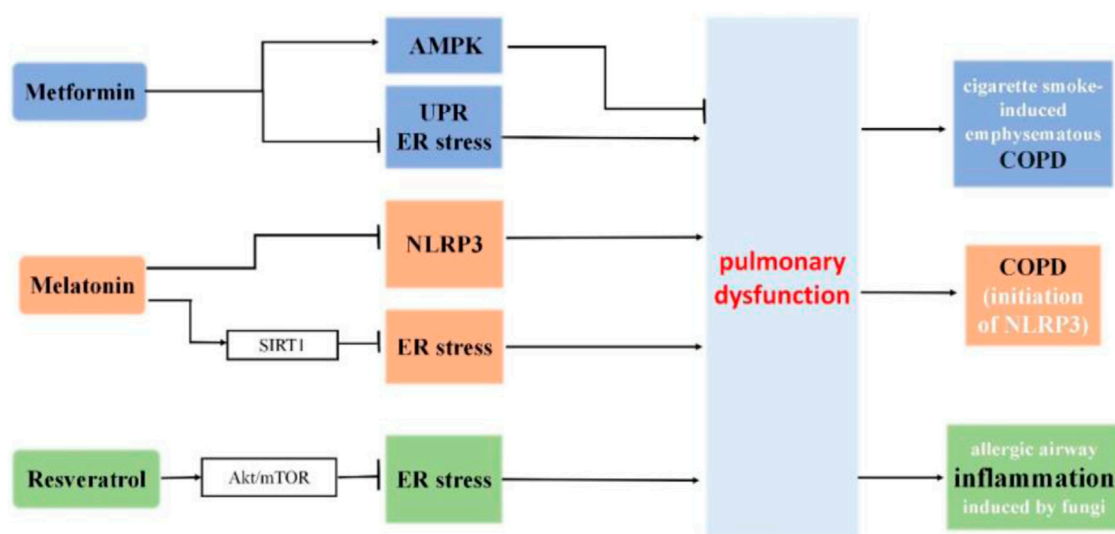 Metformin
AMPK
UPR
ER stress
cigarette smoke-
induced
emphysematous
COPD
Melatonin
NLRP3
SIRT1
ER stress
pulmonary
dysfunction
COPD
(initiation
of NLRP3)
Resveratrol
Akt/mTOR
ER stress
allergic airway
inflammation
induced by fungi